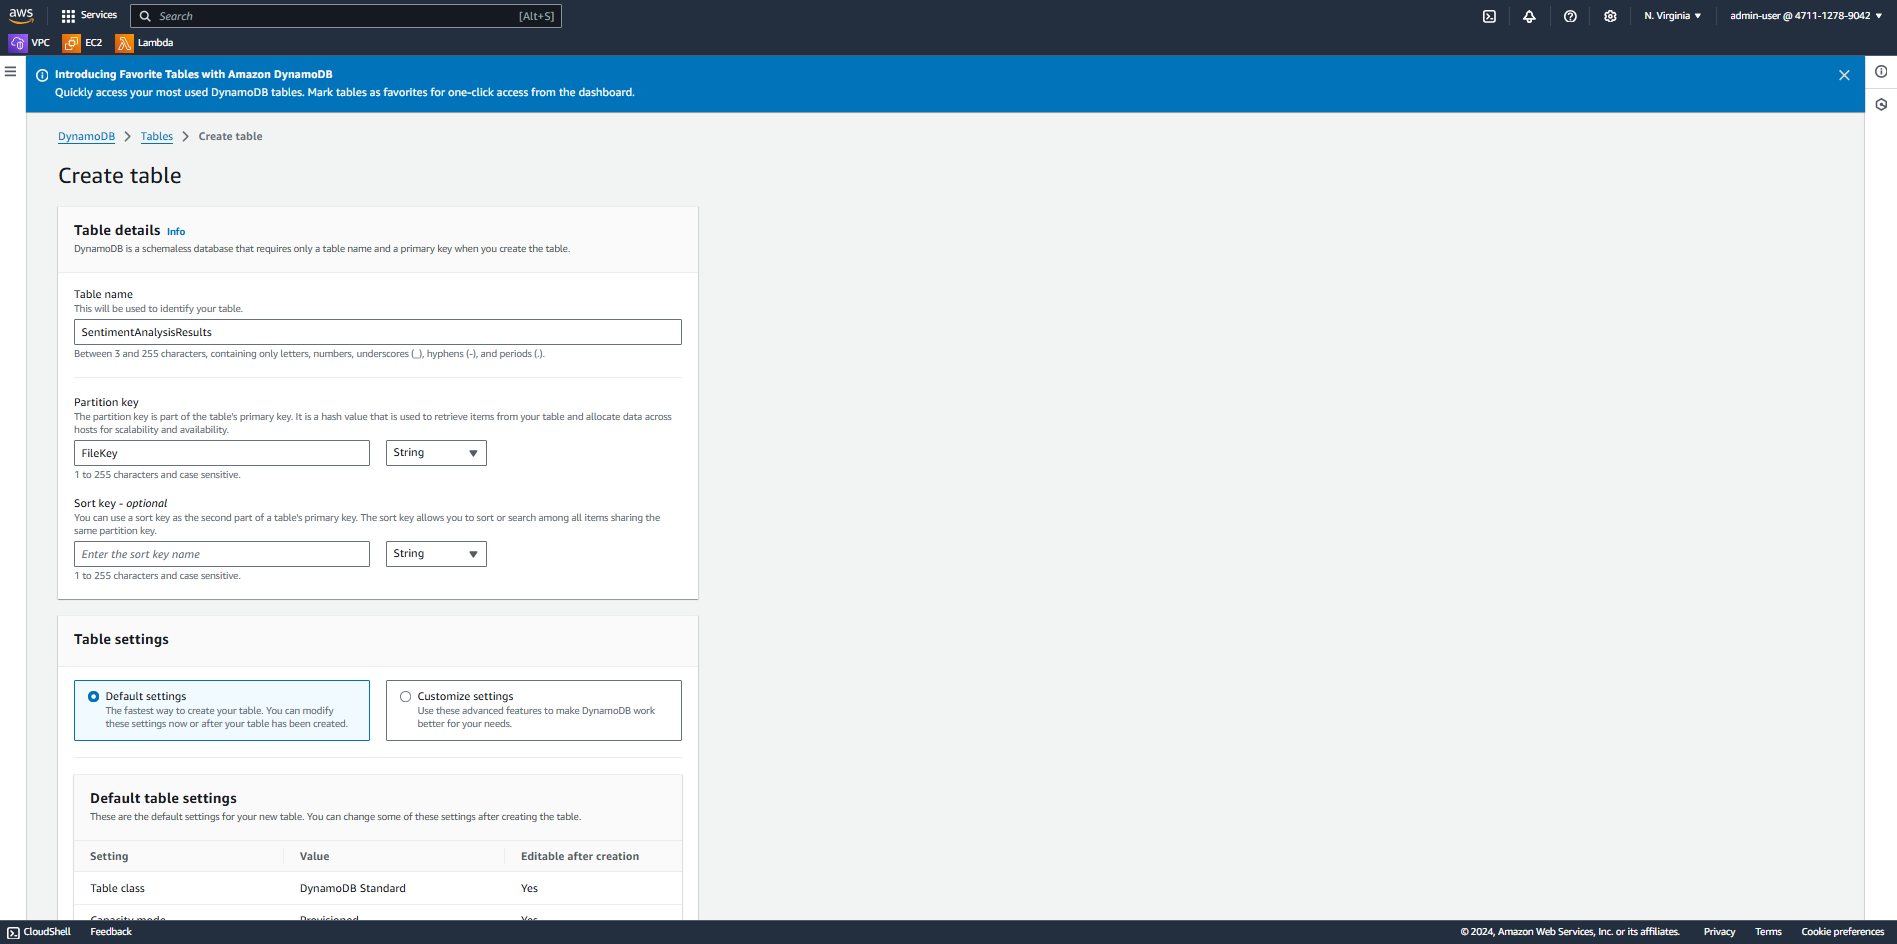 aws
Services
Search
[Alt+S]
N. Virginia
admin-user @ 4711-1278-9042
VPC
EC2
Lambda
Introducing Favorite Tables with Amazon DynamoDB
Quickly access your most used DynamoDB tables. Mark tables as favorites for one-click access from the dashboard.
DynamoDB
Tables
Create table
Create table
Table details Info
DynamoDB is a schemaless database that requires only a table name and a primary key when you create the table.
Table name
This will be used to identify your table.
SentimentAnalysisResults
Between 3 and 255 characters, containing only letters, numbers, underscores (_), hyphens (-), and periods (.).
Partition key
The partition key is part of the table's primary key. It is a hash value that is used to retrieve items from your table and allocate data across
hosts for scalability and availability.
FileKey
String
1 to 255 characters and case sensitive.
Sort key - optional
You can use a sort key as the second part of a table's primary key. The sort key allows you to sort or search among all items sharing the
same partition key.
Enter the sort key name
String
1 to 255 characters and case sensitive.
Table settings
Default settings
The fastest way to create your table. You can modify
these settings now or after your table has been created.
Customize settings
Use these advanced features to make DynamoDB work
better for your needs.
Default table settings
These are the default settings for your new table. You can change some of these settings after creating the table.
Setting
Value
Editable after creation
Table class
DynamoDB Standard
Yes
Capacity mode
Provisioned
Yes
CloudShell
Feedback
© 2024, Amazon Web Services, Inc. or its affiliates.
Privacy
Terms
Cookie preferences